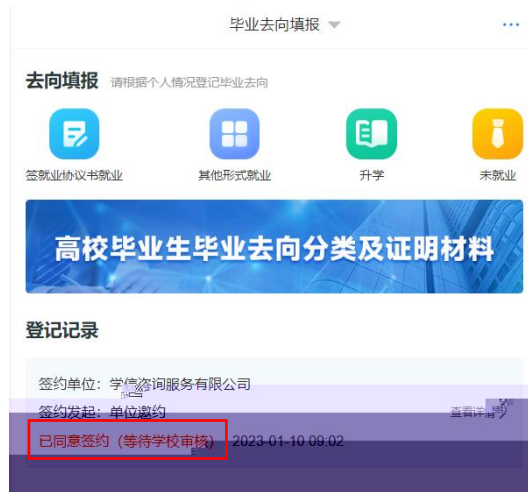 毕业去向填报
去向填报 请根据个人情况登记毕业去向
签就业协议书就业 其他形式就业 升学 未就业
高校毕业生毕业去向分类及证明材料
登记记录
签约单位：学信咨询服务有限公司
签约发起：单位邀约 查看详情
已同意签约（等待学校审核） 2023-01-10 09:02